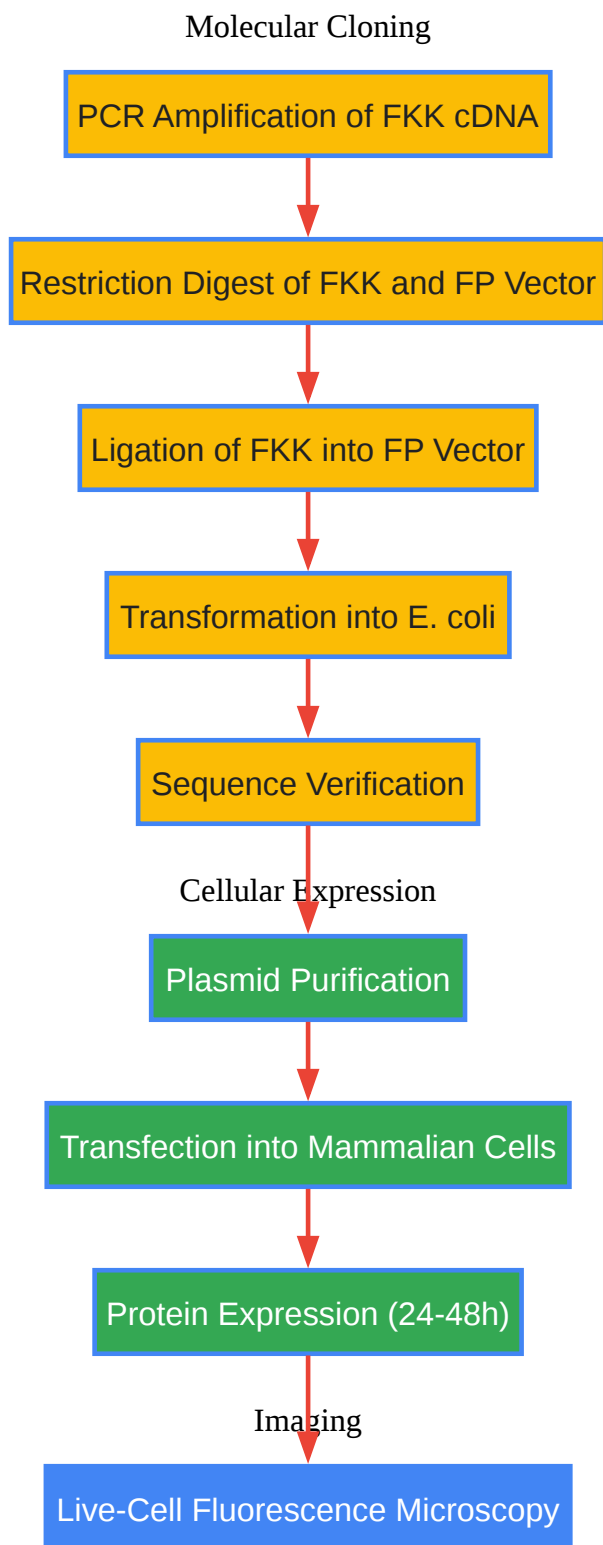 Molecular Cloning
PCR Amplification of FKK cDNA
Restriction Digest of FKK and FP Vector
Ligation of FKK into FP Vector
Transformation into E. coli
Sequence Verification
Cellular Expression
Plasmid Purification
Transfection into Mammalian Cells
Protein Expression (24-48h)
Imaging
Live-Cell Fluorescence Microscopy